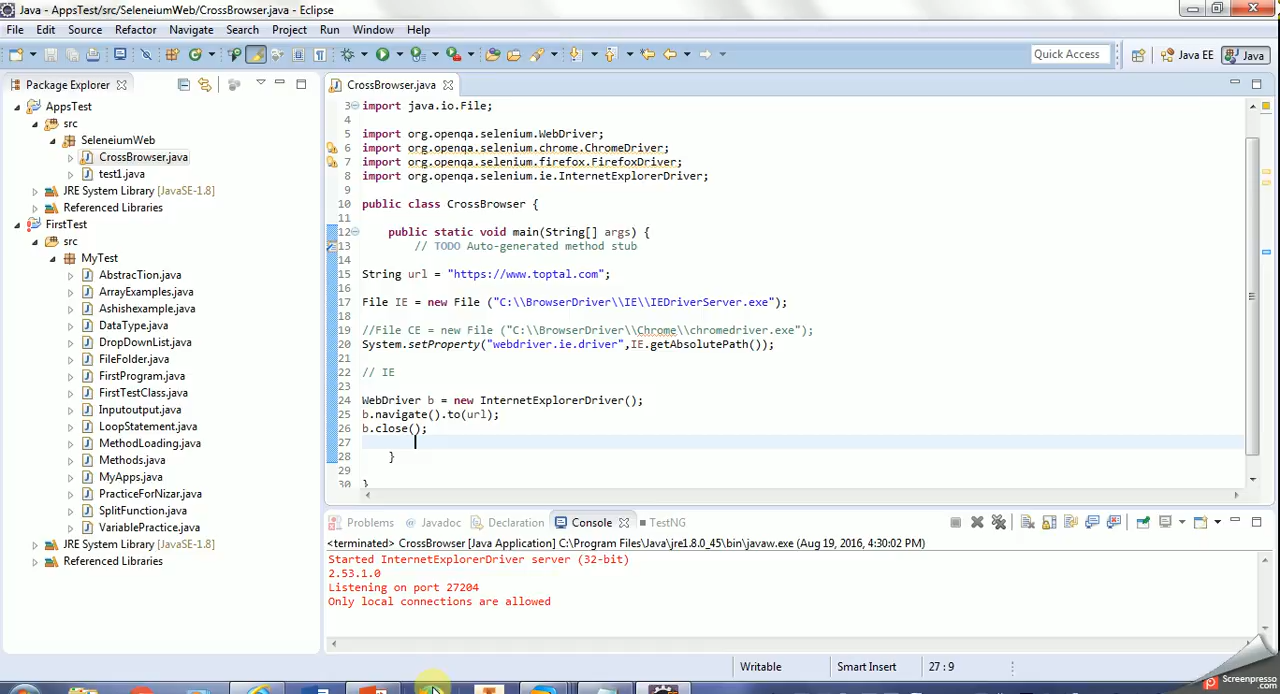 Java - AppsTest/src/SeleneiumWeb/CrossBrowser.java - Eclipse
File Edit Source Refactor Navigate Search Project Run Window Help
Quick Access Java EE Java
Package Explorer
AppsTest
src
SeleneiumWeb
CrossBrowser.java
test1.java
JRE System Library [JavaSE-1.8]
Referenced Libraries
FirstTest
src
MyTest
AbstracTion.java
ArrayExamples.java
Ashishexample.java
DataType.java
DropDownList.java
FileFolder.java
FirstProgram.java
FirstTestClass.java
Inputoutput.java
LoopStatement.java
MethodLoading.java
Methods.java
MyApps.java
PracticeForNizar.java
SplitFunction.java
VariablePractice.java
JRE System Library [JavaSE-1.8]
Referenced Libraries
CrossBrowser.java
3 import java.io.File;
4
5 import org.openqa.selenium.WebDriver;
6 import org.openqa.selenium.chrome.ChromeDriver;
7 import org.openqa.selenium.firefox.FirefoxDriver;
8 import org.openqa.selenium.ie.InternetExplorerDriver;
9
10 public class CrossBrowser {
11
12 public static void main(String[] args) {
13 // TODO Auto-generated method stub
14
15 String url = "https://www.toptal.com";
16
17 File IE = new File ("C:\\BrowserDriver\\IE\\IEDriverServer.exe");
18
19 //File CE = new File ("C:\\BrowserDriver\\Chrome\\chromedriver.exe");
20 System.setProperty("webdriver.ie.driver",IE.getAbsolutePath());
21
22 // IE
23
24 WebDriver b = new InternetExplorerDriver();
25 b.navigate().to(url);
26 b.close();
27
28 }
29
30 }
Problems Javadoc Declaration Console TestNG
<terminated> CrossBrowser [Java Application] C:\Program Files\Java\jre1.8.0_45\bin\javaw.exe (Aug 19, 2016, 4:30:02 PM)
Started InternetExplorerDriver server (32-bit)
2.53.1.0
Listening on port 27204
Only local connections are allowed
Writable Smart Insert 27 : 9
Screenpresso
.com